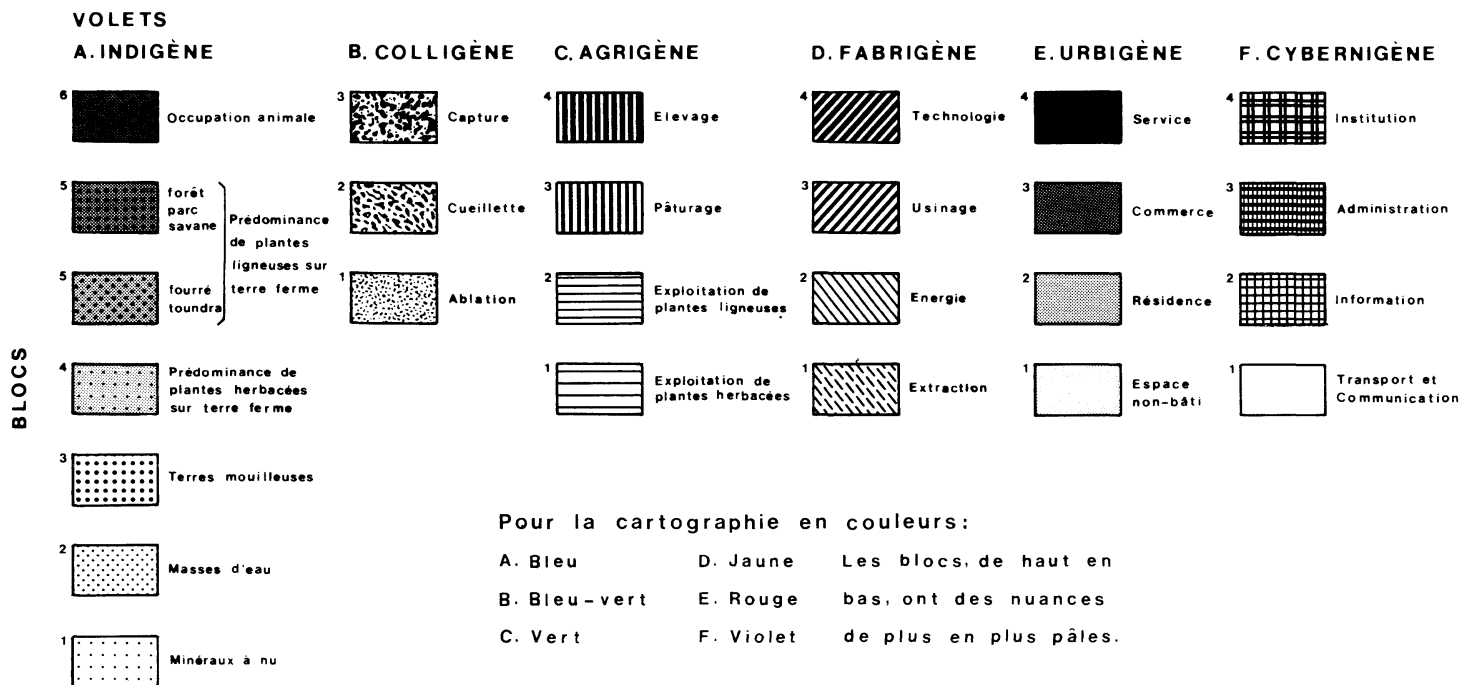 VOLETS
A. INDIGÈNE
6
Occupation animale
5
forêt
parc
savane
5
fourré
toundra
Prédominance
de plantes
ligneuses sur
terre ferme
4
Prédominance de
plantes herbacées
sur terre ferme
3
Terres mouilleuses
2
Masses d'eau
1
Minéraux à nu
B. COLLIGÈNE
3
Capture
2
Cueillette
1
Ablation
C. AGRIGÈNE
4
Elevage
3
Pâturage
2
Exploitation de
plantes ligneuses
1
Exploitation de
plantes herbacées
D. FABRIGÈNE
4
Technologie
3
Usinage
2
Energie
1
Extraction
E. URBIGÈNE
4
Service
3
Commerce
2
Résidence
1
Espace
non-bâti
F. CYBERNIGÈNE
4
Institution
3
Administration
2
Information
1
Transport et
Communication
BLOCS
Pour la cartographie en couleurs:
A. Bleu
B. Bleu-vert
C. Vert
D. Jaune
E. Rouge
F. Violet
Les blocs, de haut en
bas, ont des nuances
de plus en plus pâles.